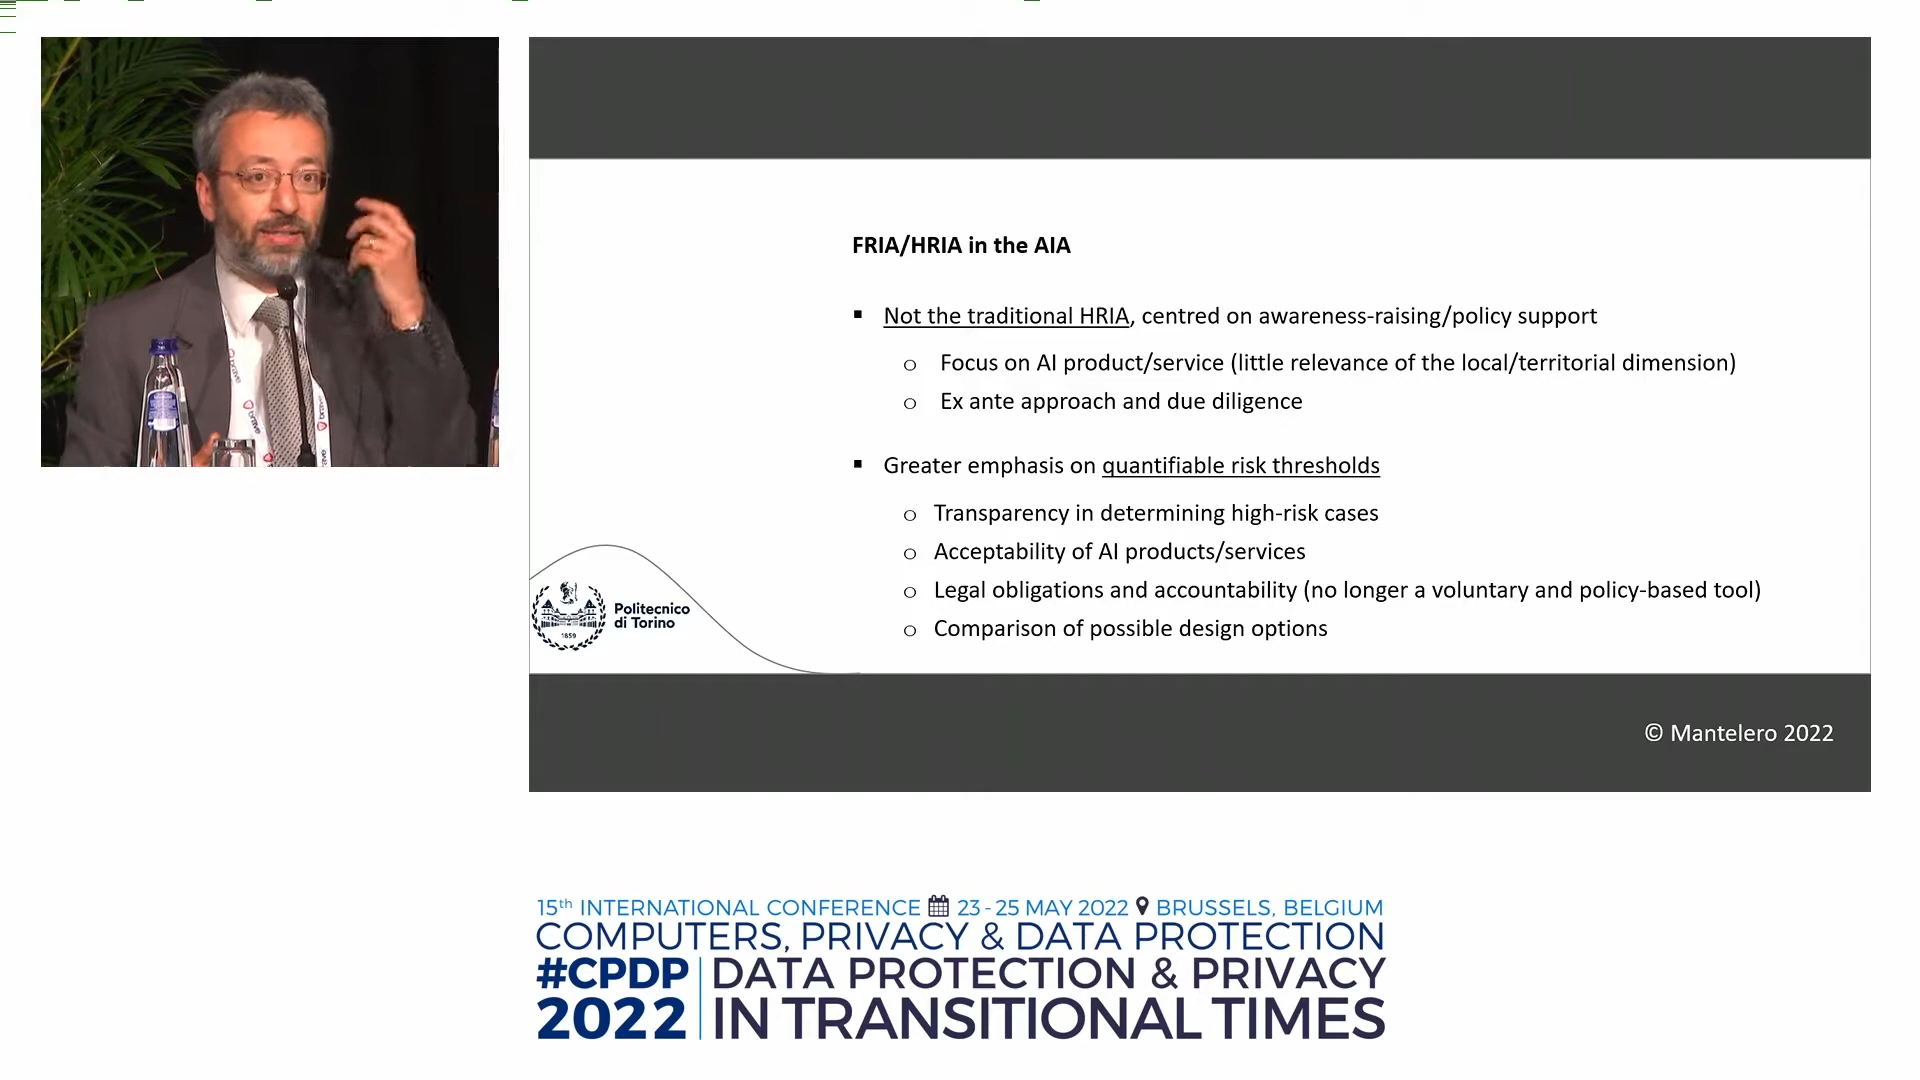 FRIA/HRIA in the AIA
▪ Not the traditional HRIA, centred on awareness-raising/policy support
o Focus on AI product/service (little relevance of the local/territorial dimension)
o Ex ante approach and due diligence
▪ Greater emphasis on quantifiable risk thresholds
o Transparency in determining high-risk cases
o Acceptability of AI products/services
o Legal obligations and accountability (no longer a voluntary and policy-based tool)
o Comparison of possible design options
Politecnico
di Torino
1859
© Mantelero 2022
brave
brave
brave
15th INTERNATIONAL CONFERENCE 23-25 MAY 2022 BRUSSELS, BELGIUM
COMPUTERS, PRIVACY & DATA PROTECTION
#CPDP DATA PROTECTION & PRIVACY
2022 IN TRANSITIONAL TIMES